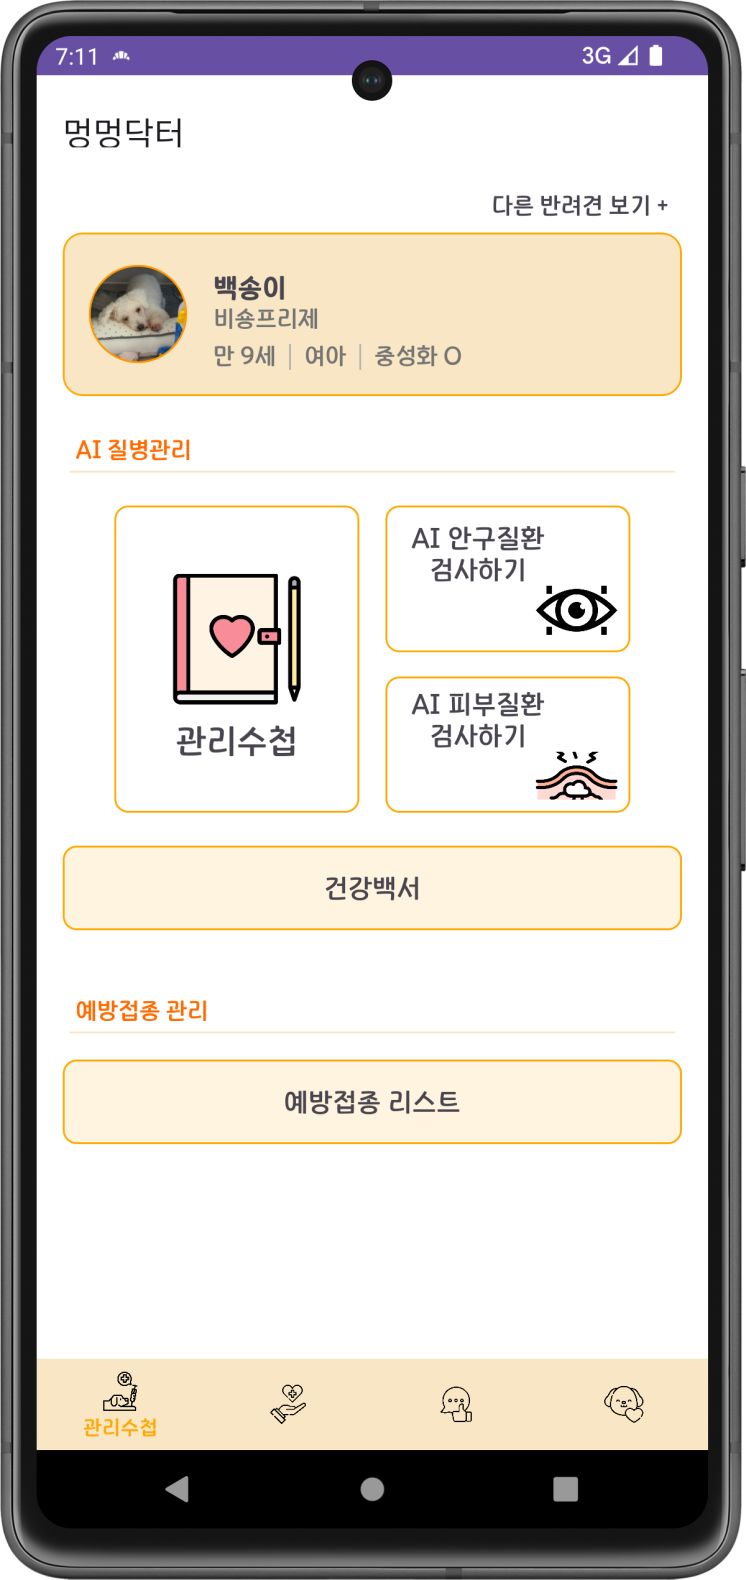 7:11 3G
멍멍닥터
다른 반려견 보기 +
백송이
비숑프리제
만 9세 | 여아 | 중성화 O
AI 질병관리
관리수첩
AI 안구질환
검사하기
AI 피부질환
검사하기
건강백서
예방접종 관리
예방접종 리스트
관리수첩